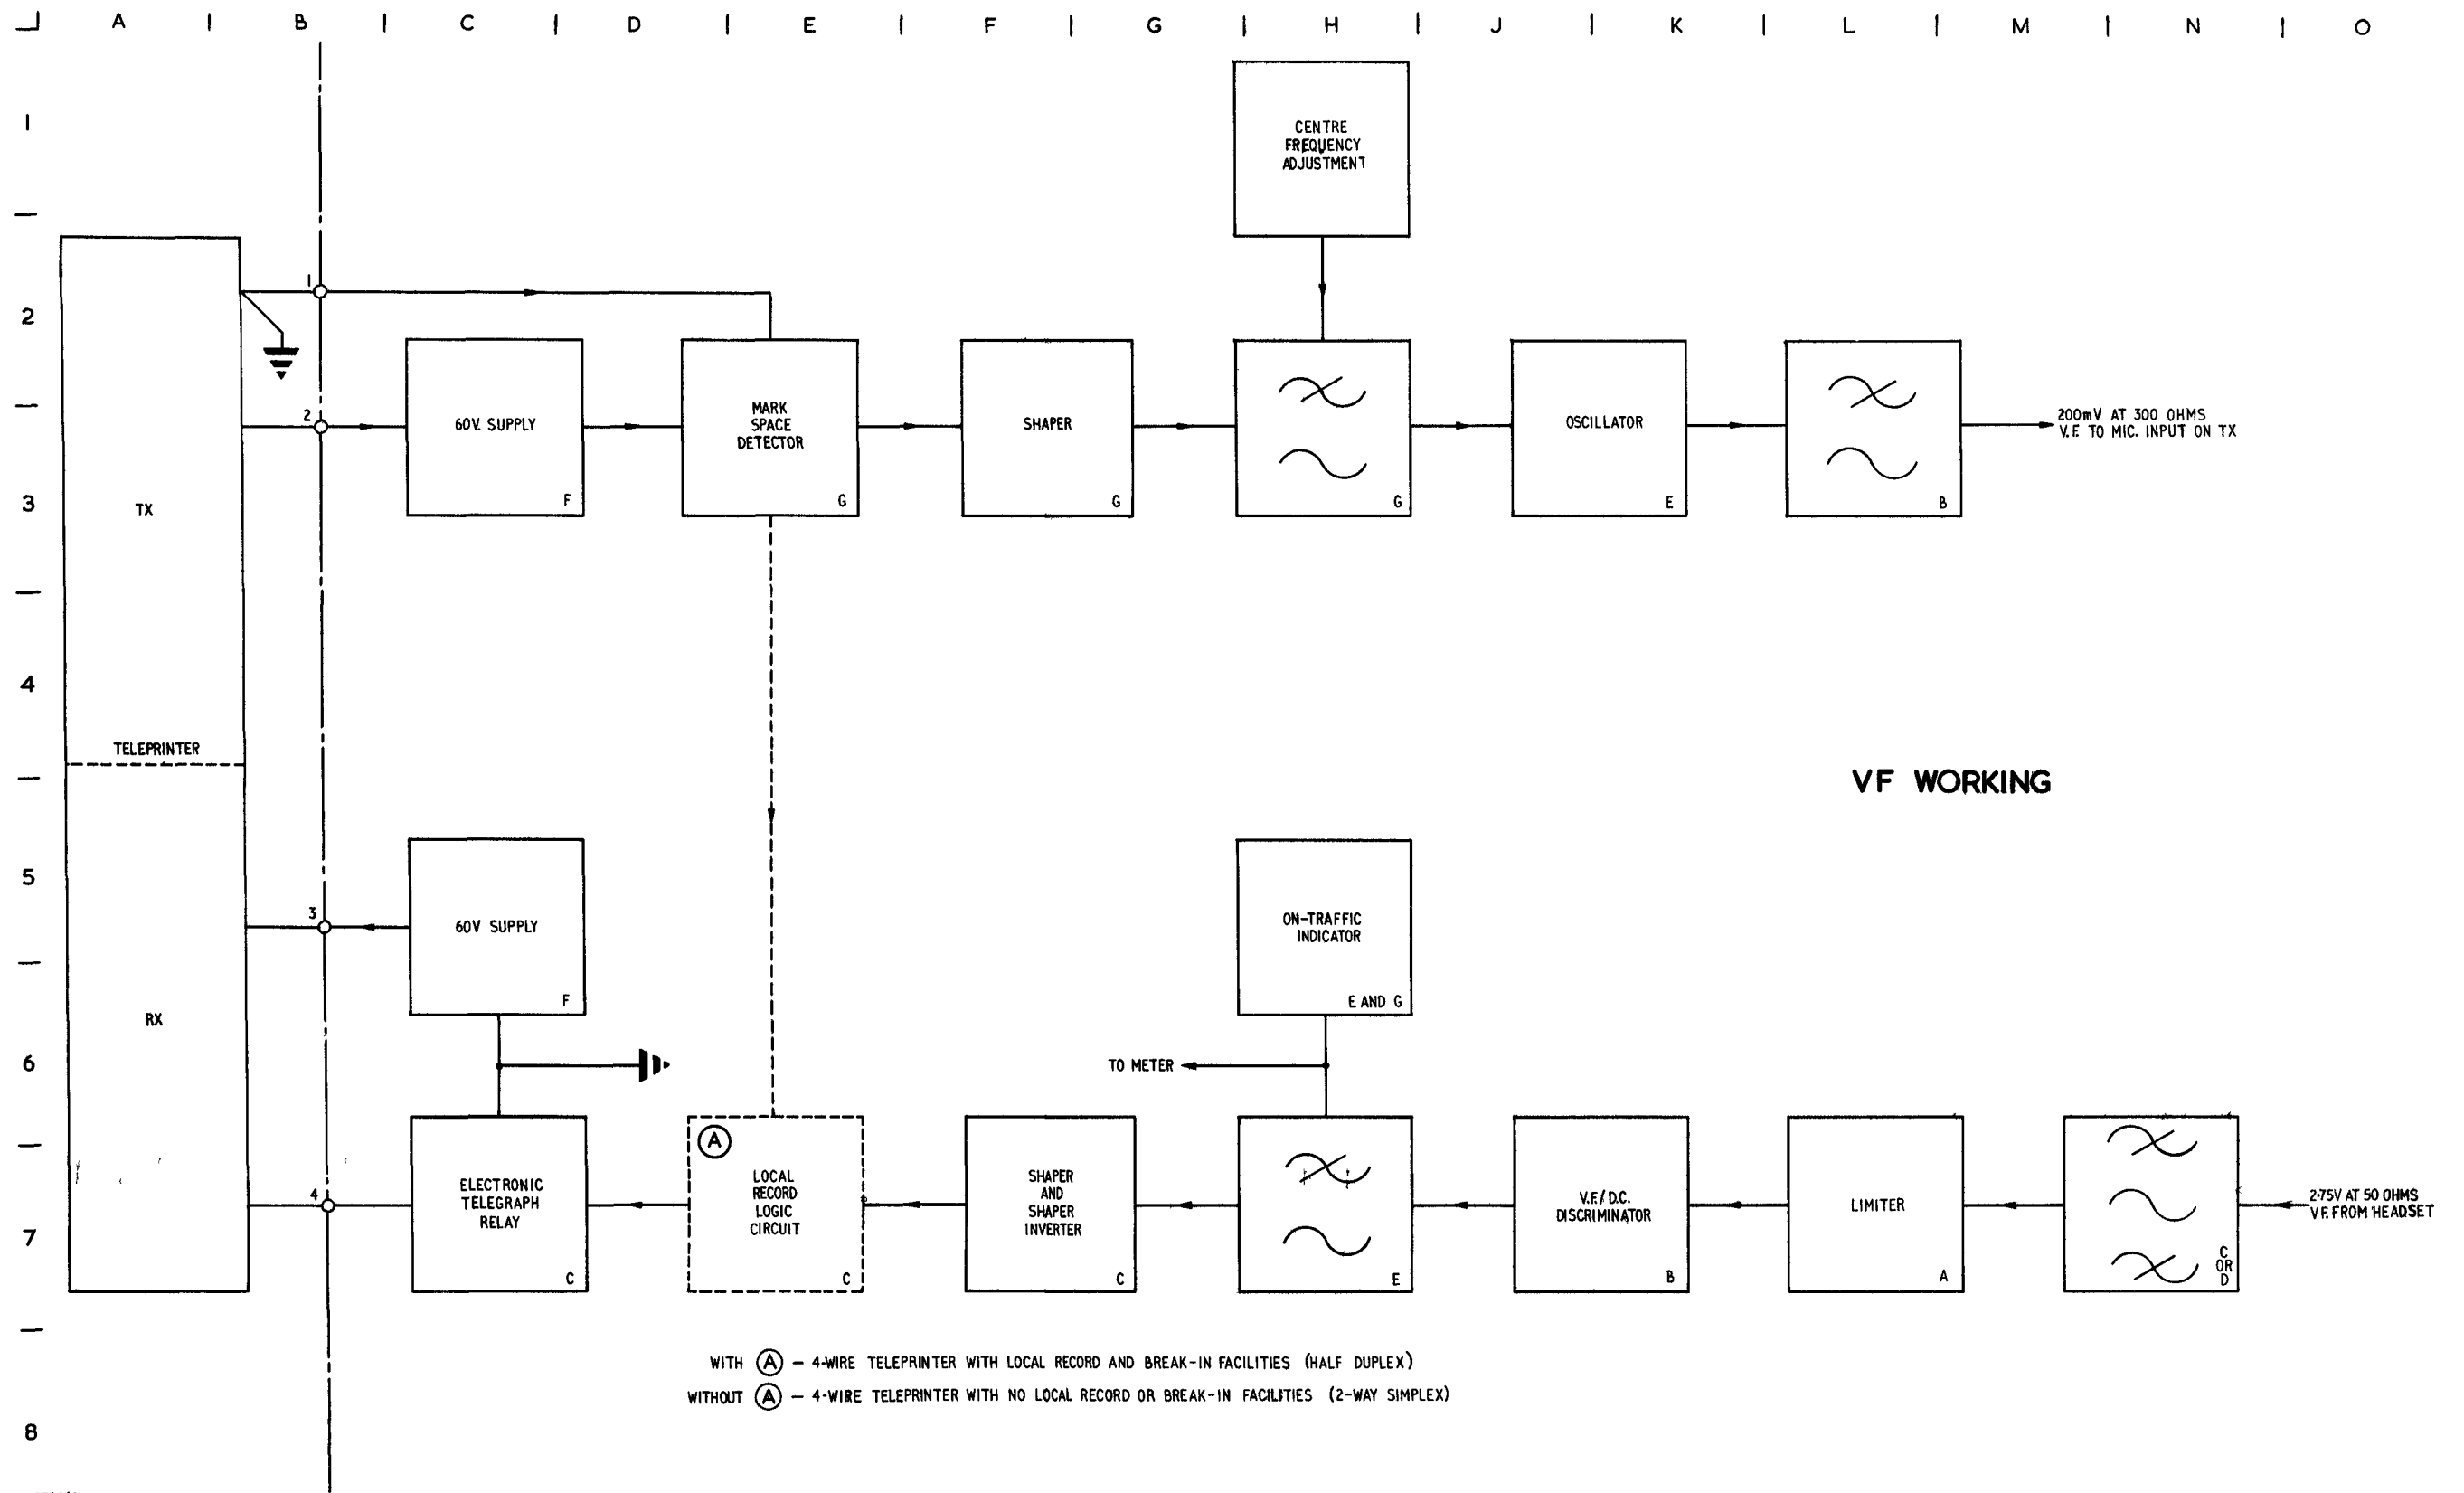 A B C D E F G H J K L M N O
1
CENTRE
FREQUENCY
ADJUSTMENT
1
2
2
60V. SUPPLY
F
MARK
SPACE
DETECTOR
G
SHAPER
G
G
OSCILLATOR
E
B
200mV AT 300 OHMS
V.F. TO MIC. INPUT ON TX
3
TX
4
TELEPRINTER
VF WORKING
5
3
60V SUPPLY
F
ON-TRAFFIC
INDICATOR
E AND G
RX
6
TO METER
4
ELECTRONIC
TELEGRAPH
RELAY
C
A
LOCAL
RECORD
LOGIC
CIRCUIT
C
SHAPER
AND
SHAPER
INVERTER
C
E
V.F./D.C.
DISCRIMINATOR
B
LIMITER
A
C
OR
D
2·75V AT 50 OHMS
V.F. FROM HEADSET
7
WITH A – 4-WIRE TELEPRINTER WITH LOCAL RECORD AND BREAK-IN FACILITIES (HALF DUPLEX)
WITHOUT A – 4-WIRE TELEPRINTER WITH NO LOCAL RECORD OR BREAK-IN FACILITIES (2-WAY SIMPLEX)
8